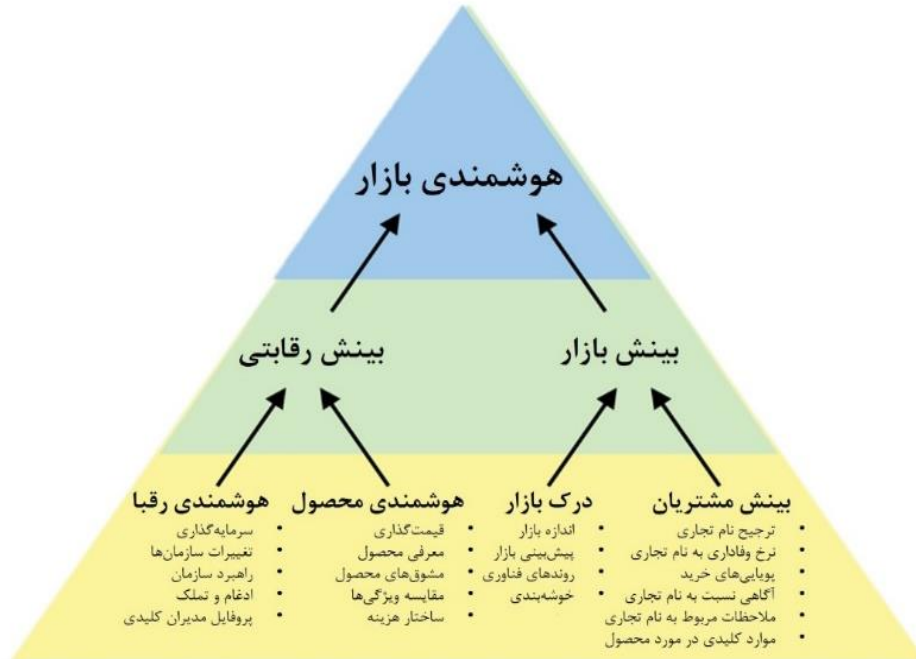 هوشمندی بازار
بینش بازار
بینش رقابتی
بینش مشتریان
ترجیح نام تجاری
نرخ وفاداری به نام تجاری
پویایی‌های خرید
آگاهی نسبت به نام تجاری
ملاحظات مربوط به نام تجاری
موارد کلیدی در مورد محصول
درک بازار
اندازه بازار
پیش‌بینی بازار
روندهای فناوری
خوشه‌بندی
هوشمندی محصول
قیمت‌گذاری
معرفی محصول
مشوق‌های محصول
مقایسه ویژگی‌ها
ساختار هزینه
هوشمندی رقبا
سرمایه‌گذاری
تغییرات سازمان‌ها
راهبرد سازمان
ادغام و تملک
پروفایل مدیران کلیدی